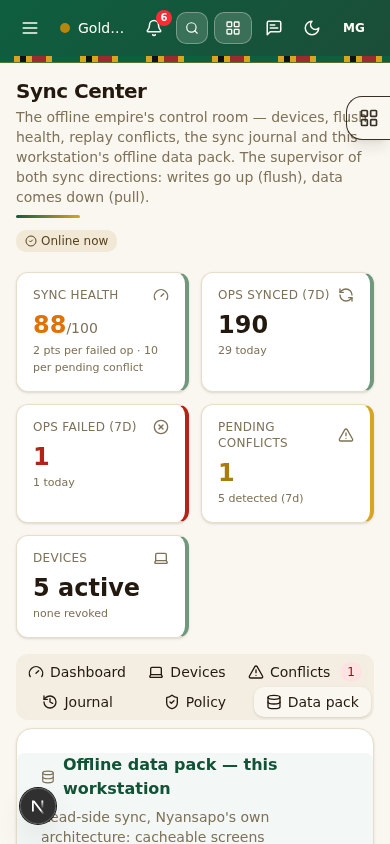 Gold...
6
MG
Sync Center
The offline empire's control room — devices, flush
health, replay conflicts, the sync journal and this
workstation's offline data pack. The supervisor of
both sync directions: writes go up (flush), data
comes down (pull).
Online now
SYNC HEALTH
88/100
2 pts per failed op · 10
per pending conflict
OPS SYNCED (7D)
190
29 today
OPS FAILED (7D)
1
1 today
PENDING
CONFLICTS
1
5 detected (7d)
DEVICES
5 active
none revoked
Dashboard
Devices
Conflicts 1
Journal
Policy
Data pack
Offline data pack — this
workstation
N
ead-side sync, Nyansapo's own
architecture: cacheable screens